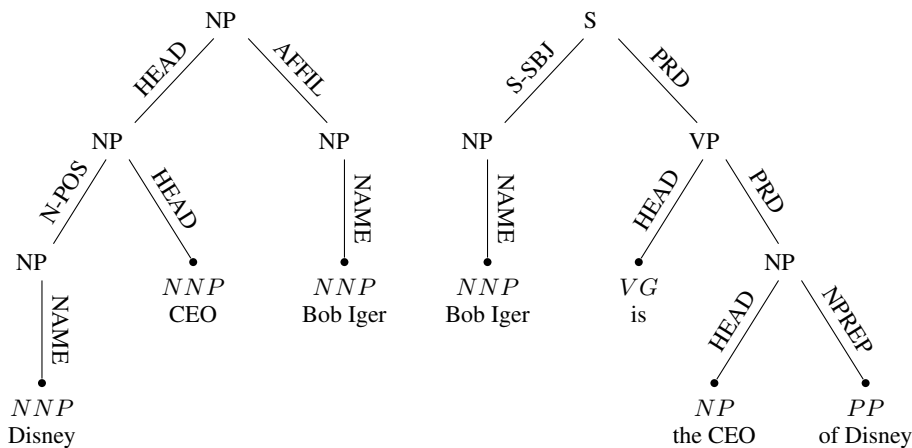 NP S
HEAD AFFIL S-SBJ PRD
NP NP NP VP
N-POS HEAD NAME NAME HEAD PRD
NP NNP NNP NNP VG NP
CEO Bob Iger Bob Iger is
NAME HEAD NPREP
NNP NP PP
Disney the CEO of Disney